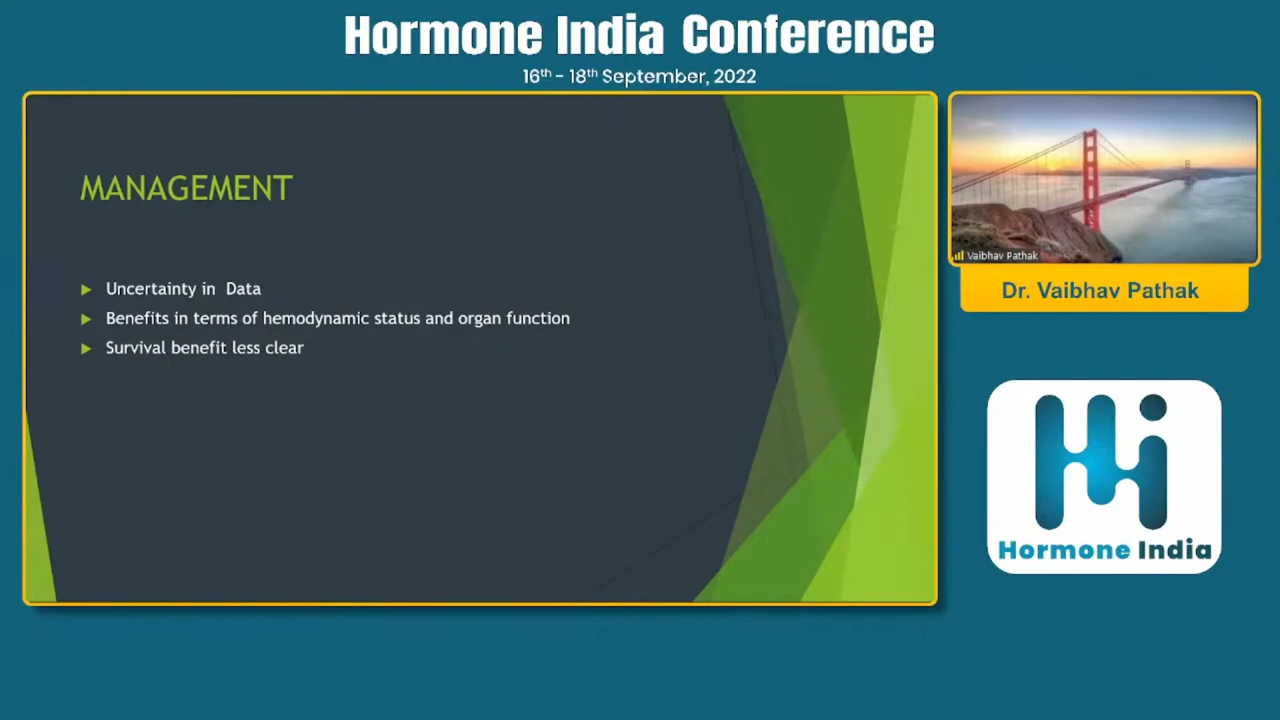 Hormone India Conference
16th - 18th September, 2022
MANAGEMENT
Uncertainty in Data
Benefits in terms of hemodynamic status and organ function
Survival benefit less clear
Vaibhav Pathak
Dr. Vaibhav Pathak
Hormone India